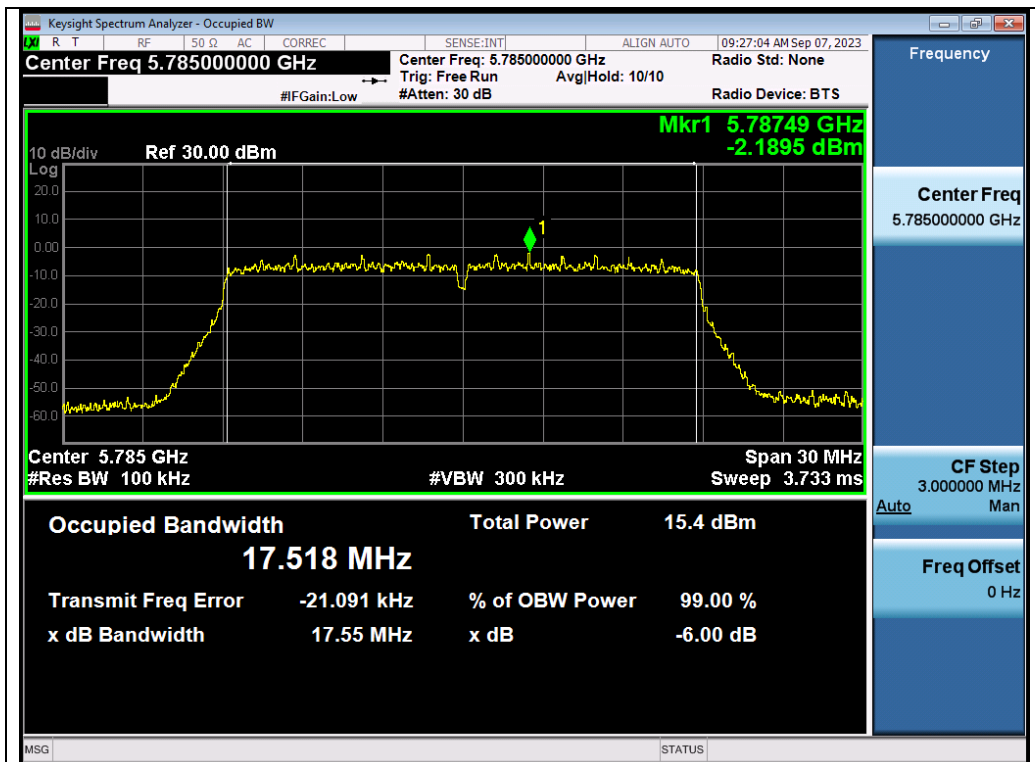 Keysight Spectrum Analyzer - Occupied BW
LXI R T RF 50 Ω AC CORREC SENSE:INT ALIGN AUTO 09:27:04 AM Sep 07, 2023
Center Freq 5.785000000 GHz
Center Freq: 5.785000000 GHz Radio Std: None
Trig: Free Run Avg|Hold: 10/10
#IFGain:Low #Atten: 30 dB Radio Device: BTS
Mkr1 5.78749 GHz
-2.1895 dBm
10 dB/div Ref 30.00 dBm
Log
20.0
10.0
0.00
-10.0
-20.0
-30.0
-40.0
-50.0
-60.0
1
Center 5.785 GHz Span 30 MHz
#Res BW 100 kHz #VBW 300 kHz Sweep 3.733 ms
Occupied Bandwidth Total Power 15.4 dBm
17.518 MHz
Transmit Freq Error -21.091 kHz % of OBW Power 99.00 %
x dB Bandwidth 17.55 MHz x dB -6.00 dB
Frequency
Center Freq
5.785000000 GHz
CF Step
3.000000 MHz
Auto Man
Freq Offset
0 Hz
MSG STATUS